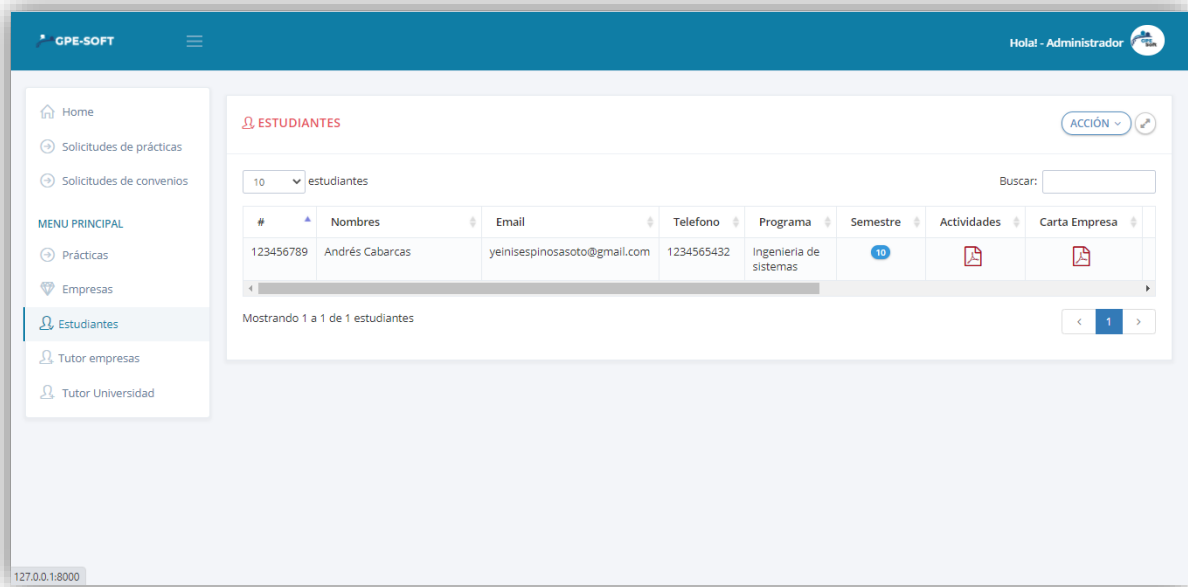 GPE-SOFT
Hola! - Administrador
GPE SOFT
Home
Solicitudes de prácticas
Solicitudes de convenios
MENU PRINCIPAL
Prácticas
Empresas
Estudiantes
Tutor empresas
Tutor Universidad
ESTUDIANTES
ACCIÓN
10 estudiantes
Buscar:
# Nombres Email Telefono Programa Semestre Actividades Carta Empresa
123456789 Andrés Cabarcas yeinisespinosasoto@gmail.com 1234565432 Ingenieria de 10
sistemas
Mostrando 1 a 1 de 1 estudiantes
< 1 >
127.0.0.1:8000